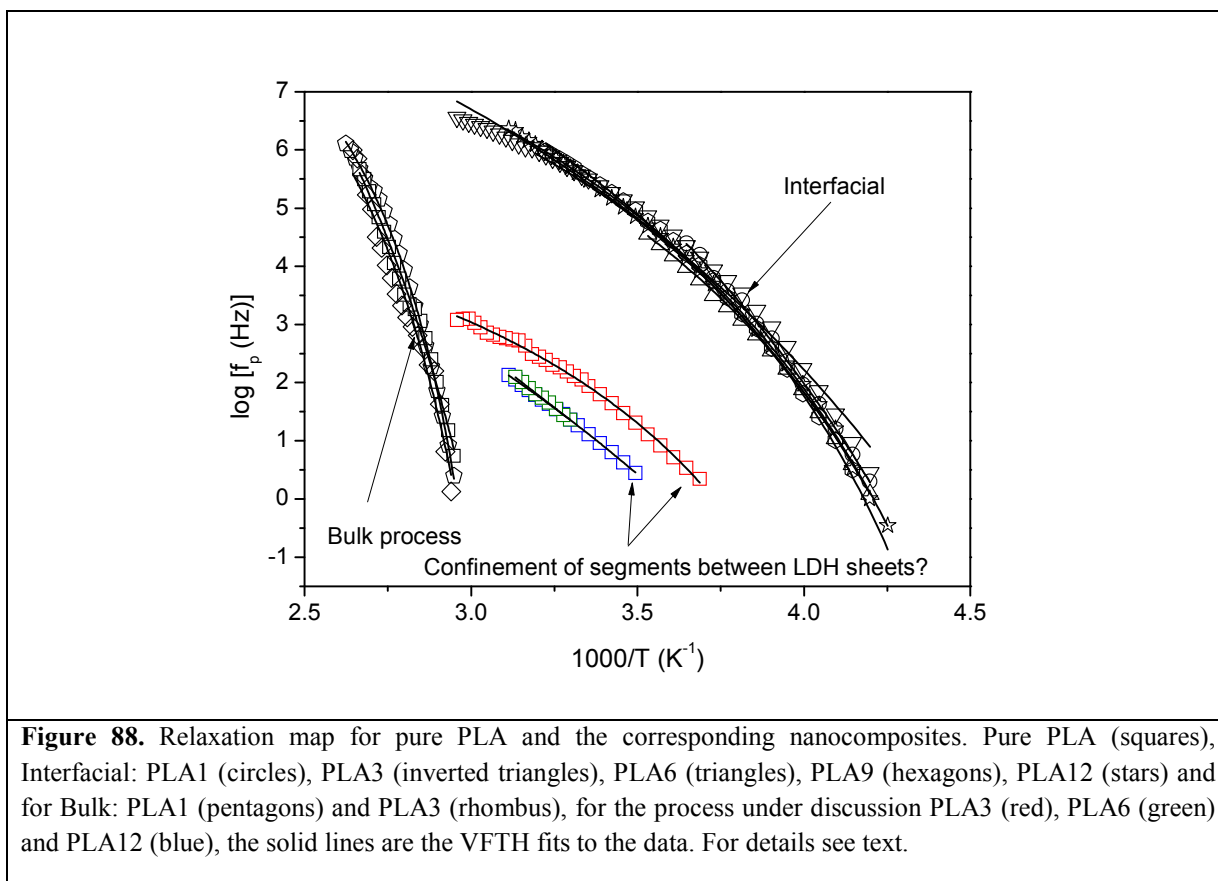 7
6
5
4
3
2
1
0
-1
log [fₚ (Hz)]
Interfacial
Bulk process
Confinement of segments between LDH sheets?
2.5 3.0 3.5 4.0 4.5
1000/T (K⁻¹)
Figure 88. Relaxation map for pure PLA and the corresponding nanocomposites. Pure PLA (squares),
Interfacial: PLA1 (circles), PLA3 (inverted triangles), PLA6 (triangles), PLA9 (hexagons), PLA12 (stars) and
for Bulk: PLA1 (pentagons) and PLA3 (rhombus), for the process under discussion PLA3 (red), PLA6 (green)
and PLA12 (blue), the solid lines are the VFTH fits to the data. For details see text.